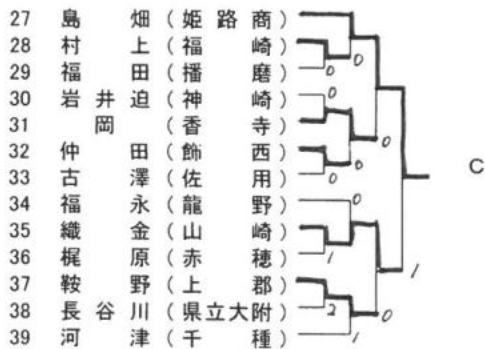 27 島 畑 (姫路商)
28 村 上 (福 崎)
29 福 田 (播 磨) 0 0
30 岩井迫 (神 崎) 0
31 岡 (香 寺) 0
32 仲 田 (飾 西) 0 C
33 古 澤 (佐 用) 0
34 福 永 (龍 野) 0
35 織 金 (山 崎)
36 梶 原 (赤 穂) 1
37 鞍 野 (上 郡) 1
38 長谷川 (県立大附) 2 0
39 河 津 (千 種) 1